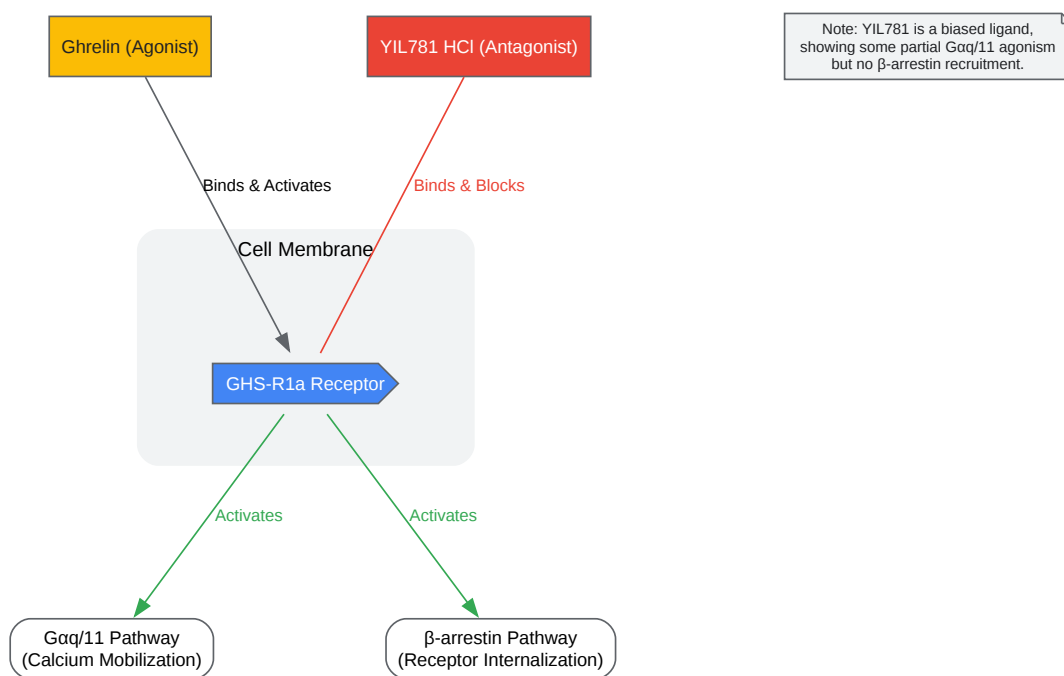 Ghrelin (Agonist)
YIL781 HCl (Antagonist)
Note: YIL781 is a biased ligand,
showing some partial Gαq/11 agonism
but no β-arrestin recruitment.
Binds & Activates
Binds & Blocks
Cell Membrane
GHS-R1a Receptor
Activates
Activates
Gαq/11 Pathway
(Calcium Mobilization)
β-arrestin Pathway
(Receptor Internalization)